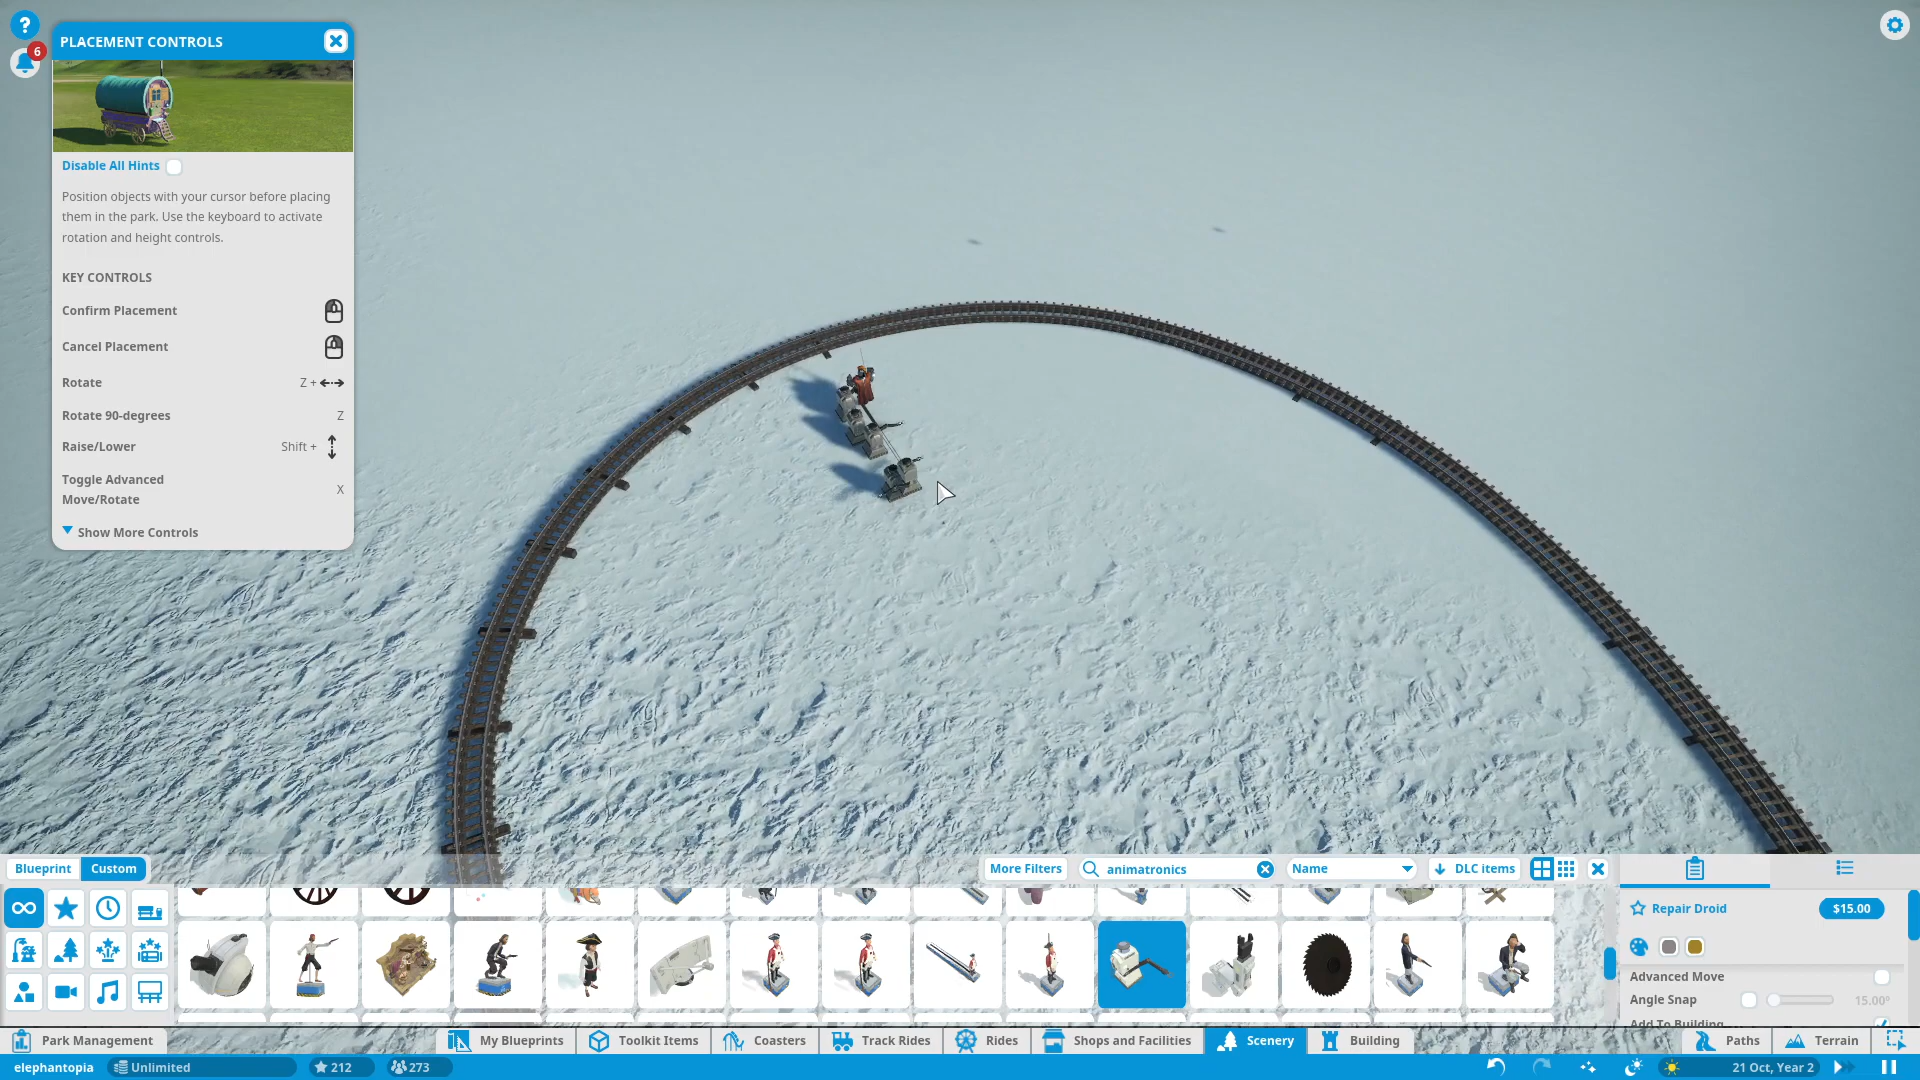 ?
6
PLACEMENT CONTROLS
Disable All Hints
Position objects with your cursor before placing
them in the park. Use the keyboard to activate
rotation and height controls.
KEY CONTROLS
Confirm Placement
Cancel Placement
Rotate Z +
Rotate 90-degrees Z
Raise/Lower Shift +
Toggle Advanced
Move/Rotate X
Show More Controls
Blueprint Custom
More Filters animatronics Name DLC items
Repair Droid $15.00
Advanced Move
Angle Snap 15.00°
Add To Building
Park Management My Blueprints Toolkit Items Coasters Track Rides Rides Shops and Facilities Scenery Building Paths Terrain
elephantopia Unlimited 212 273 21 Oct, Year 2